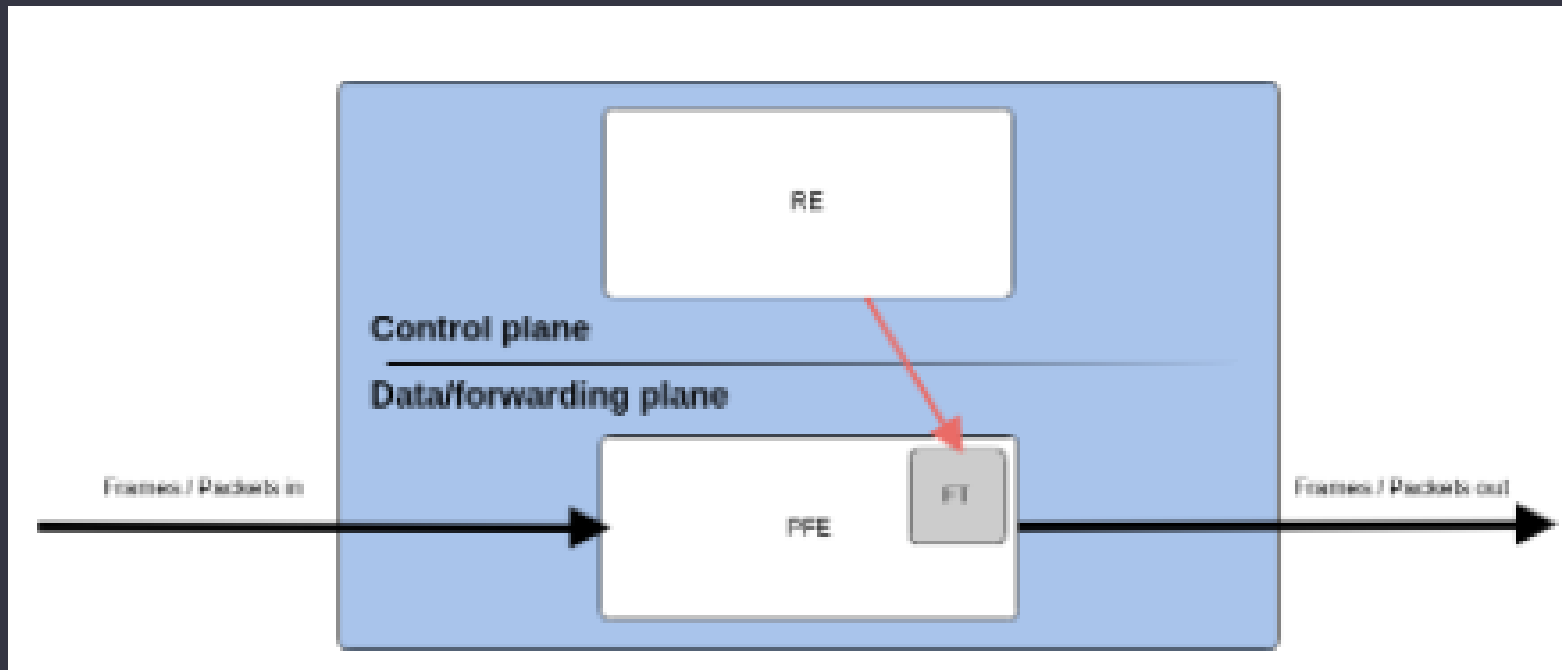 RE
Control plane
Data/forwarding plane
Frames / Packets in
FT
PFE
Frames / Packets out